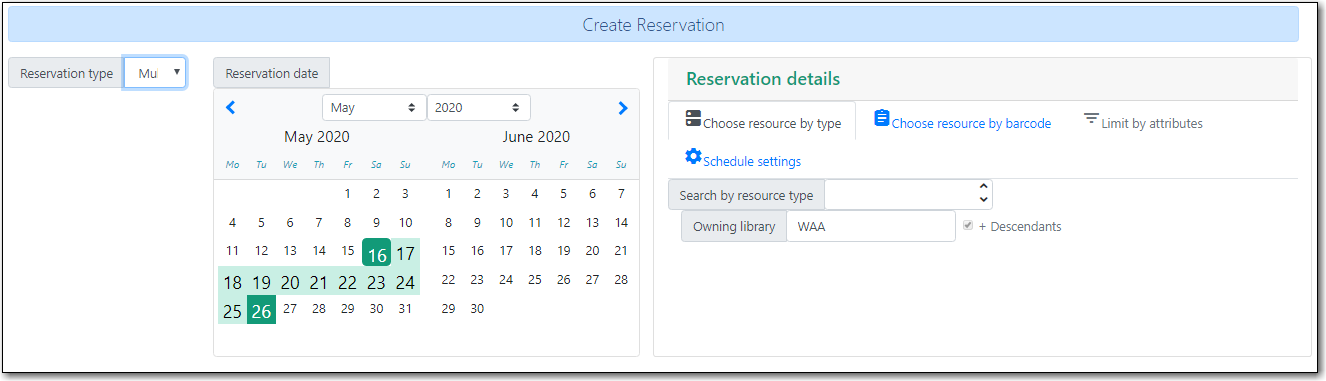 Create Reservation
Reservation type Mu
Reservation date
May 2020
May 2020
Mo Tu We Th Fr Sa Su
1 2 3
4 5 6 7 8 9 10
11 12 13 14 15 16 17
18 19 20 21 22 23 24
25 26 27 28 29 30 31
June 2020
Mo Tu We Th Fr Sa Su
1 2 3 4 5 6 7
8 9 10 11 12 13 14
15 16 17 18 19 20 21
22 23 24 25 26 27 28
29 30
Reservation details
Choose resource by type Choose resource by barcode Limit by attributes
Schedule settings
Search by resource type
Owning library WAA + Descendants